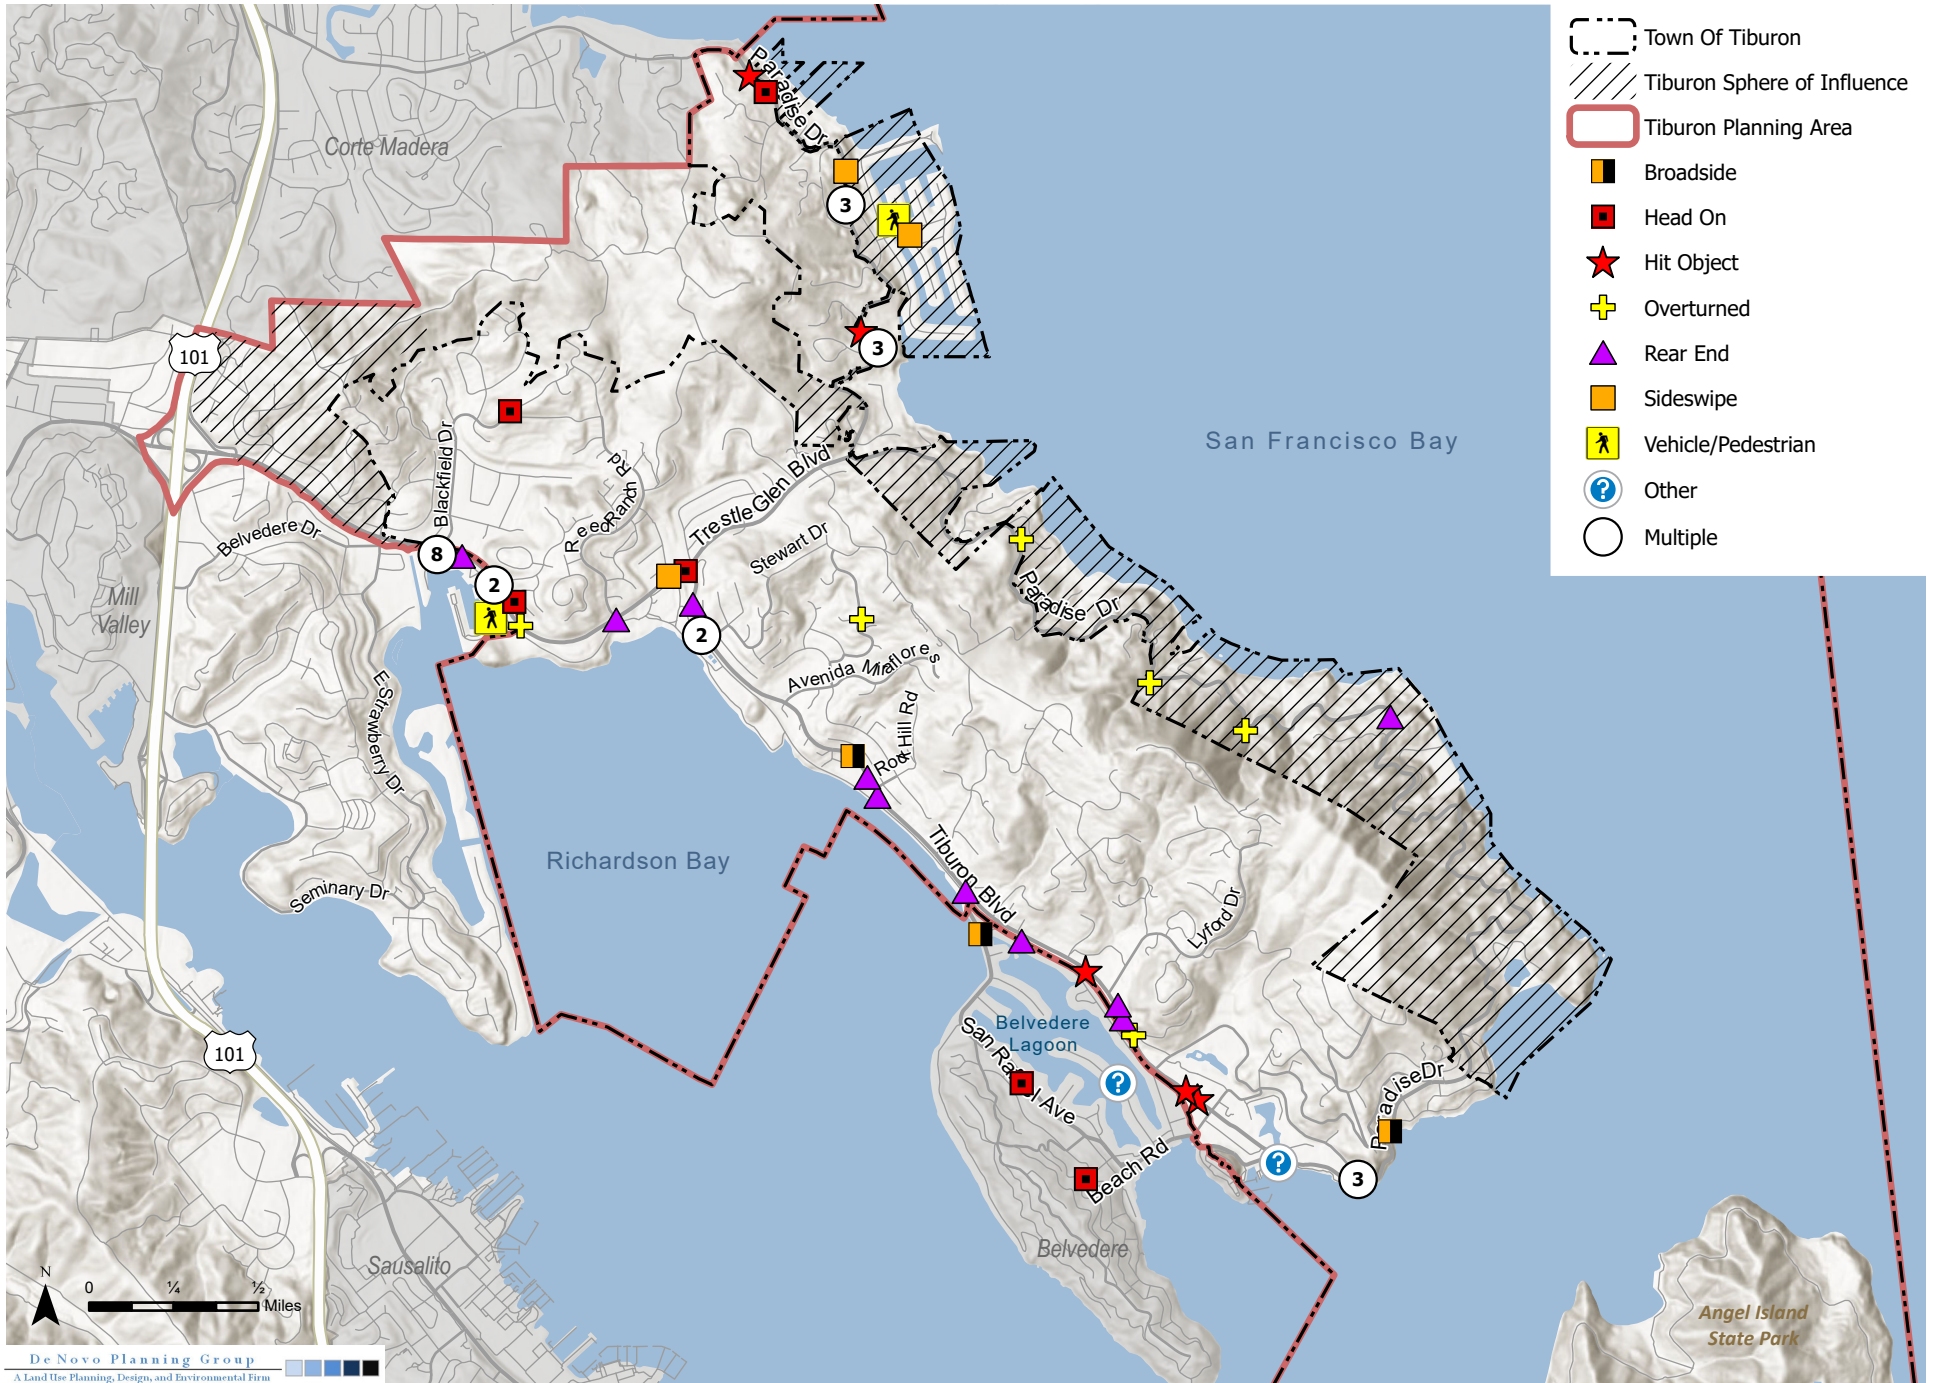 Town Of Tiburon
Tiburon Sphere of Influence
Tiburon Planning Area
Broadside
Head On
Hit Object
Overturned
Rear End
Sideswipe
Vehicle/Pedestrian
?
Other
Multiple
Paradise Dr
Corte Madera
3
101
3
San Francisco Bay
Blackfield Dr
Reed Ranch Rd
Trestle Glen Blvd
Stewart Dr
Belvedere Dr
8
2
Mill
Valley
2
Paradise Dr
Avenida Miraflores
E Strawberry Dr
Rock Hill Rd
Richardson Bay
Tiburon Blvd
Seminary Dr
Lyford Dr
Belvedere
Lagoon
101
San Rafael Ave
?
Paradise Dr
Beach Rd
?
3
Belvedere
Sausalito
N
0 ¼ ½
Miles
Angel Island
State Park
De Novo Planning Group
A Land Use Planning, Design, and Environmental Firm